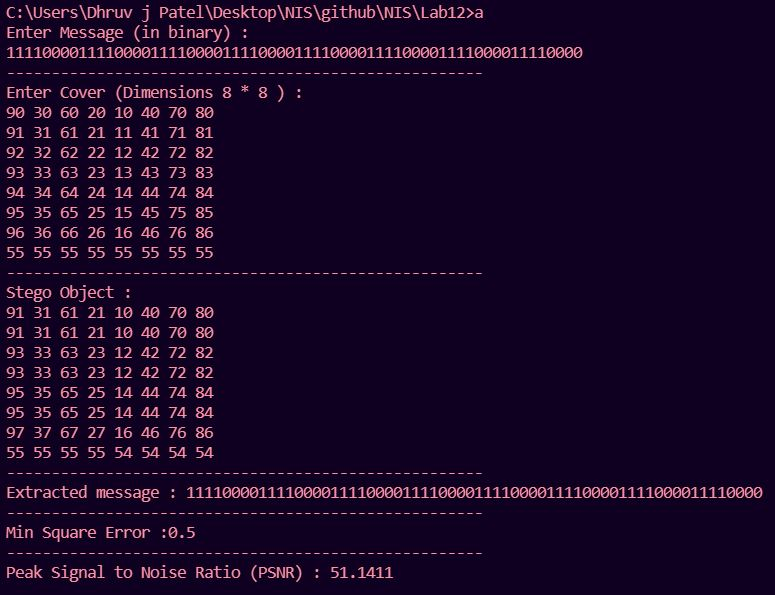 C:\Users\Dhruv j Patel\Desktop\NIS\github\NIS\Lab12>a
Enter Message (in binary) :
1111000011110000111100001111000011110000111100001111000011110000
-----------------------------------------------------
Enter Cover (Dimensions 8 * 8 ) :
90 30 60 20 10 40 70 80
91 31 61 21 11 41 71 81
92 32 62 22 12 42 72 82
93 33 63 23 13 43 73 83
94 34 64 24 14 44 74 84
95 35 65 25 15 45 75 85
96 36 66 26 16 46 76 86
55 55 55 55 55 55 55 55
-----------------------------------------------------
Stego Object :
91 31 61 21 10 40 70 80
91 31 61 21 10 40 70 80
93 33 63 23 12 42 72 82
93 33 63 23 12 42 72 82
95 35 65 25 14 44 74 84
95 35 65 25 14 44 74 84
97 37 67 27 16 46 76 86
55 55 55 55 54 54 54 54
-----------------------------------------------------
Extracted message : 1111000011110000111100001111000011110000111100001111000011110000
-----------------------------------------------------
Min Square Error :0.5
-----------------------------------------------------
Peak Signal to Noise Ratio (PSNR) : 51.1411